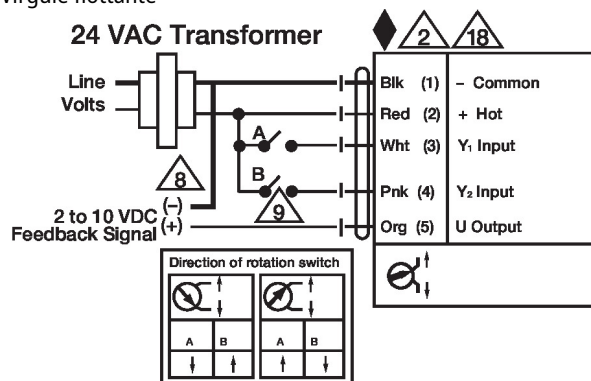 Virgule flottante
24 VAC Transformer
2
18
Line
Volts
Blk (1) – Common
Red (2) + Hot
A
Wht (3) Y₁ Input
B
Pnk (4) Y₂ Input
8
9
2 to 10 VDC (–)
Feedback Signal (+)
Org (5) U Output
Direction of rotation switch
A B A B